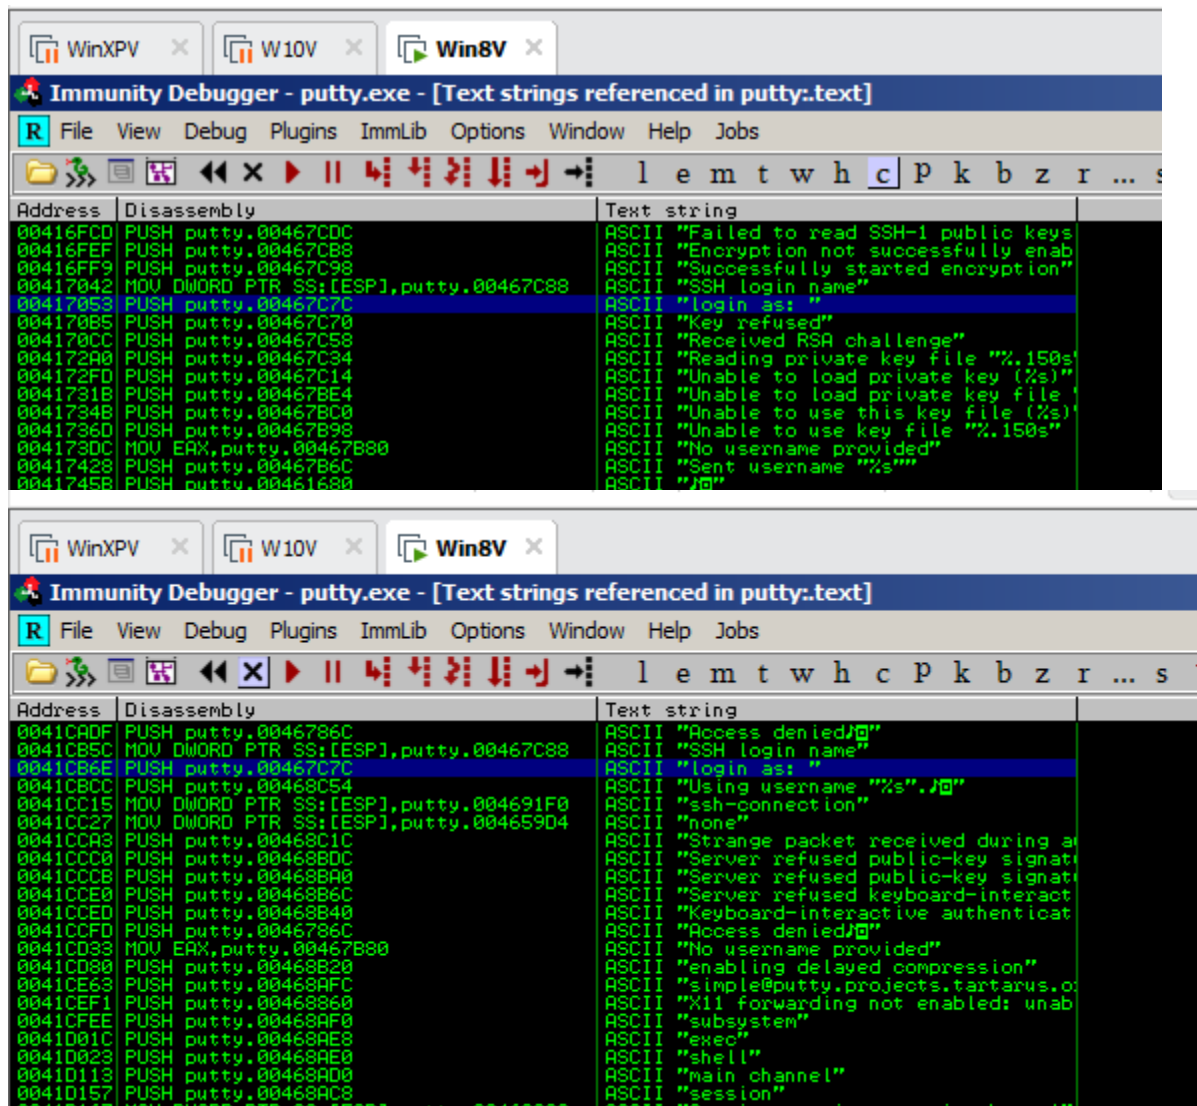 WinXPV × W10V × Win8V ×
Immunity Debugger - putty.exe - [Text strings referenced in putty:.text]
R File View Debug Plugins ImmLib Options Window Help Jobs
l e m t w h c P k b z r ... s
Address Disassembly Text string
00416FCD PUSH putty.00467CDC ASCII "Failed to read SSH-1 public keys
00416FEF PUSH putty.00467CB8 ASCII "Encryption not successfully enab
00416FF9 PUSH putty.00467C98 ASCII "Successfully started encryption"
00417042 MOV DWORD PTR SS:[ESP],putty.00467C88 ASCII "SSH login name"
00417053 PUSH putty.00467C7C ASCII "login as: "
004170B5 PUSH putty.00467C70 ASCII "Key refused"
004170CC PUSH putty.00467C58 ASCII "Received RSA challenge"
004172A0 PUSH putty.00467C34 ASCII "Reading private key file "%.150s"
004172FD PUSH putty.00467C14 ASCII "Unable to load private key (%s)"
0041731B PUSH putty.00467BE4 ASCII "Unable to load private key file "
0041734B PUSH putty.00467BC0 ASCII "Unable to use this key file (%s)"
0041736D PUSH putty.00467B98 ASCII "Unable to use key file "%.150s"
004173DC MOV EAX,putty.00467B80 ASCII "No username provided"
00417428 PUSH putty.00467B6C ASCII "Sent username "%s""
0041745B PUSH putty.00461680 ASCII "♪◙"
WinXPV × W10V × Win8V ×
Immunity Debugger - putty.exe - [Text strings referenced in putty:.text]
R File View Debug Plugins ImmLib Options Window Help Jobs
l e m t w h c P k b z r ... s
Address Disassembly Text string
0041CADF PUSH putty.0046786C ASCII "Access denied♪◙"
0041CB5C MOV DWORD PTR SS:[ESP],putty.00467C88 ASCII "SSH login name"
0041CB6E PUSH putty.00467C7C ASCII "login as: "
0041CBCC PUSH putty.00468C54 ASCII "Using username "%s".♪◙"
0041CC15 MOV DWORD PTR SS:[ESP],putty.004691F0 ASCII "ssh-connection"
0041CC27 MOV DWORD PTR SS:[ESP],putty.004659D4 ASCII "none"
0041CCA3 PUSH putty.00468C1C ASCII "Strange packet received during a
0041CCC0 PUSH putty.00468BDC ASCII "Server refused public-key signat
0041CCCB PUSH putty.00468BA0 ASCII "Server refused public-key signat
0041CCE0 PUSH putty.00468B6C ASCII "Server refused keyboard-interact
0041CCED PUSH putty.00468B40 ASCII "Keyboard-interactive authenticat
0041CCFD PUSH putty.0046786C ASCII "Access denied♪◙"
0041CD33 MOV EAX,putty.00467B80 ASCII "No username provided"
0041CD80 PUSH putty.00468B20 ASCII "enabling delayed compression"
0041CE63 PUSH putty.00468AFC ASCII "simple@putty.projects.tartarus.o
0041CEF1 PUSH putty.00468860 ASCII "X11 forwarding not enabled: unab
0041CFEE PUSH putty.00468AF0 ASCII "subsystem"
0041D01C PUSH putty.00468AE8 ASCII "exec"
0041D023 PUSH putty.00468AE0 ASCII "shell"
0041D113 PUSH putty.00468AD0 ASCII "main channel"
0041D157 PUSH putty.00468AC8 ASCII "session"